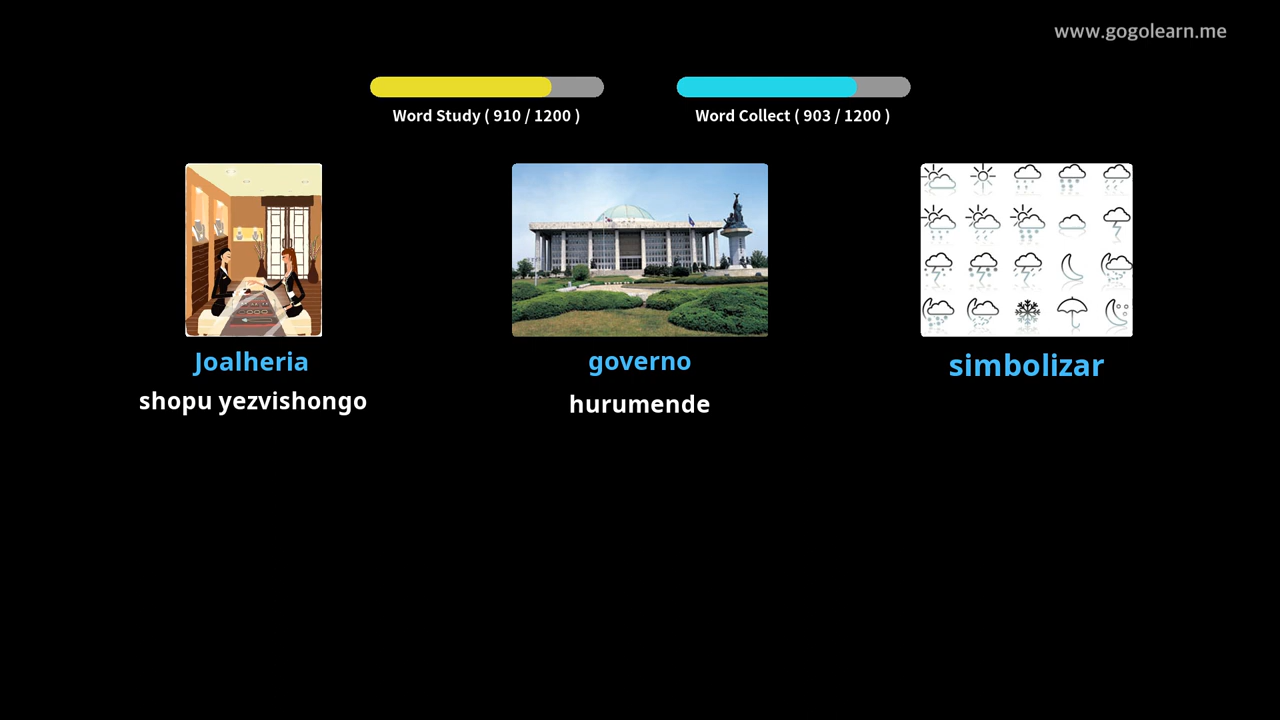 www.gogolearn.me
Word Study ( 910 / 1200 )
Word Collect ( 903 / 1200 )
Joalheria
shopu yezvishongo
governo
hurumende
simbolizar